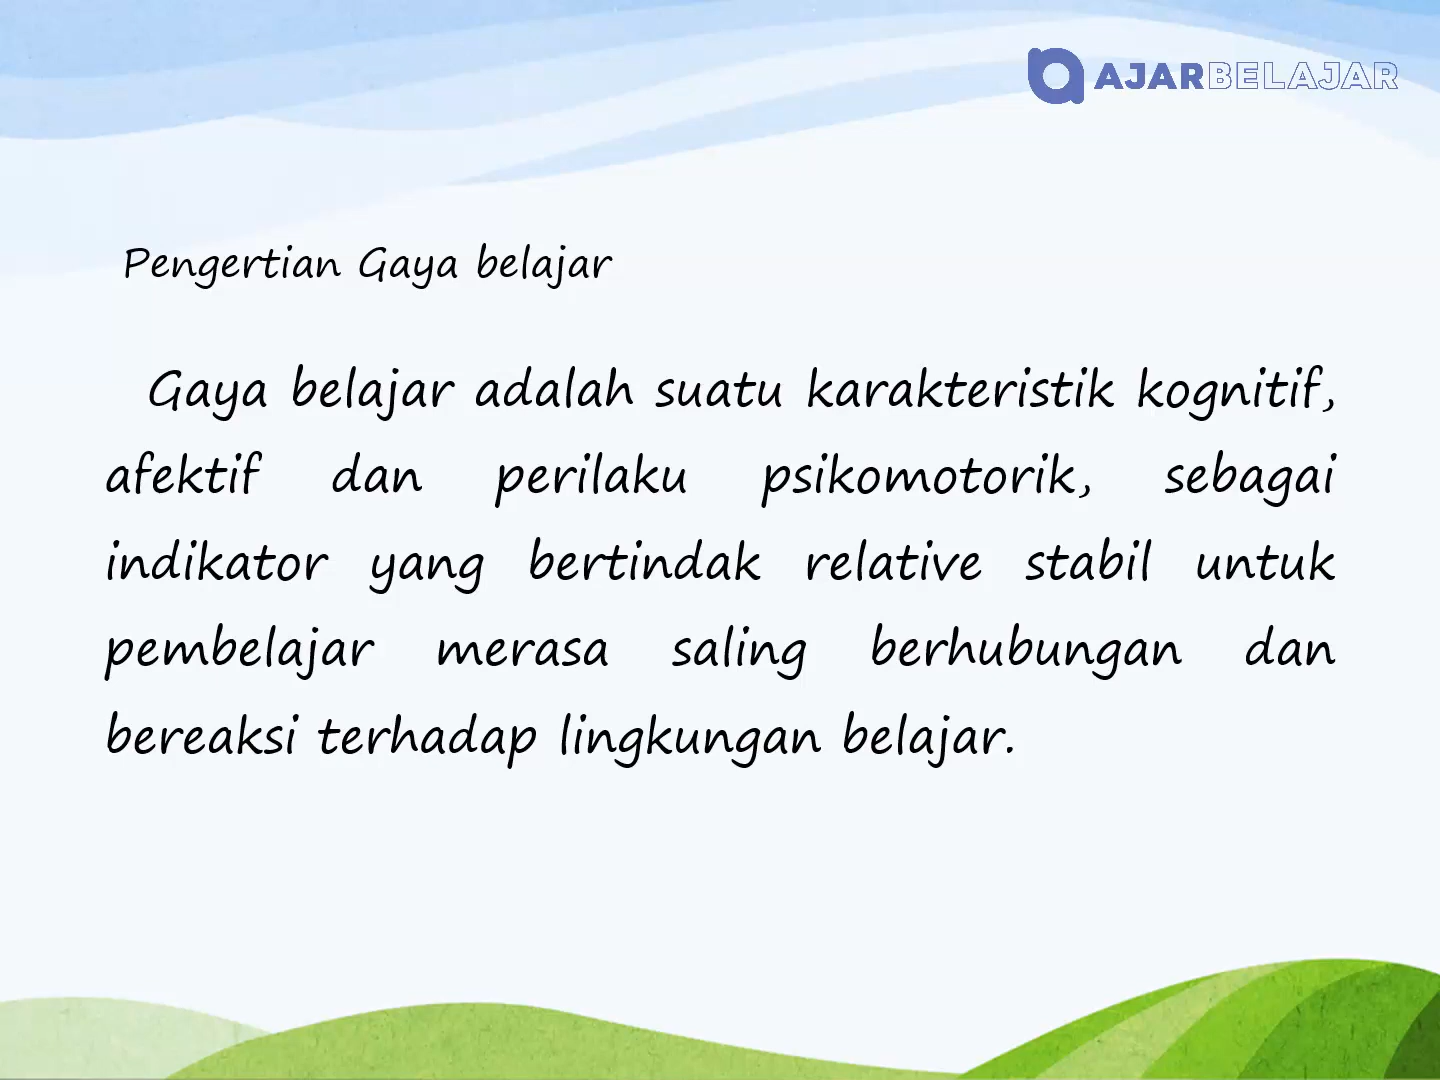 AJARBELAJAR
Pengertian Gaya belajar
Gaya belajar adalah suatu karakteristik kognitif,
afektif dan perilaku psikomotorik, sebagai
indikator yang bertindak relative stabil untuk
pembelajar merasa saling berhubungan dan
bereaksi terhadap lingkungan belajar.